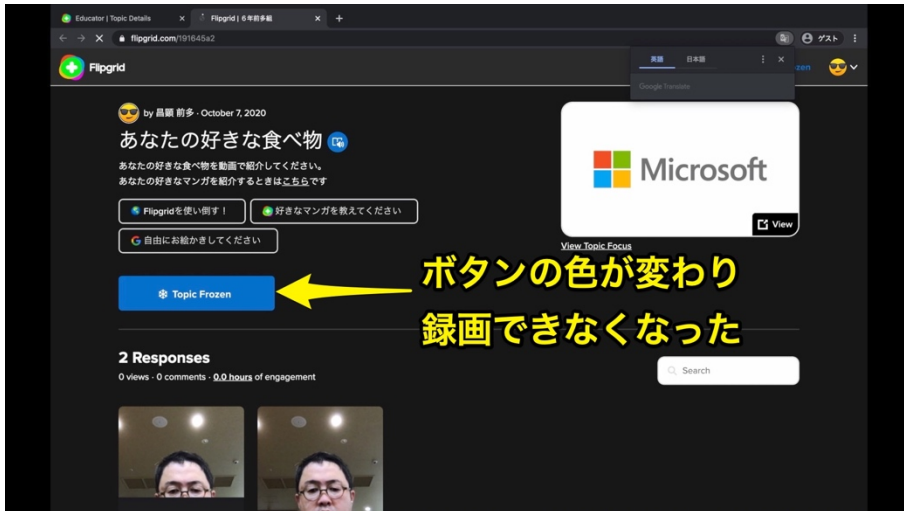 Educator | Topic Details
Flipgrid | 6年前多組
flipgrid.com/191645a2
ゲスト
Flipgrid
英語
日本語
Google Translate
zen
by 昌顕 前多 · October 7, 2020
あなたの好きな食べ物
あなたの好きな食べ物を動画で紹介してください。
あなたの好きなマンガを紹介するときはこちらです
Flipgridを使い倒す！
好きなマンガを教えてください
自由にお絵かきしてください
Microsoft
View
View Topic Focus
Topic Frozen
ボタンの色が変わり
録画できなくなった
2 Responses
0 views · 0 comments · 0.0 hours of engagement
Search